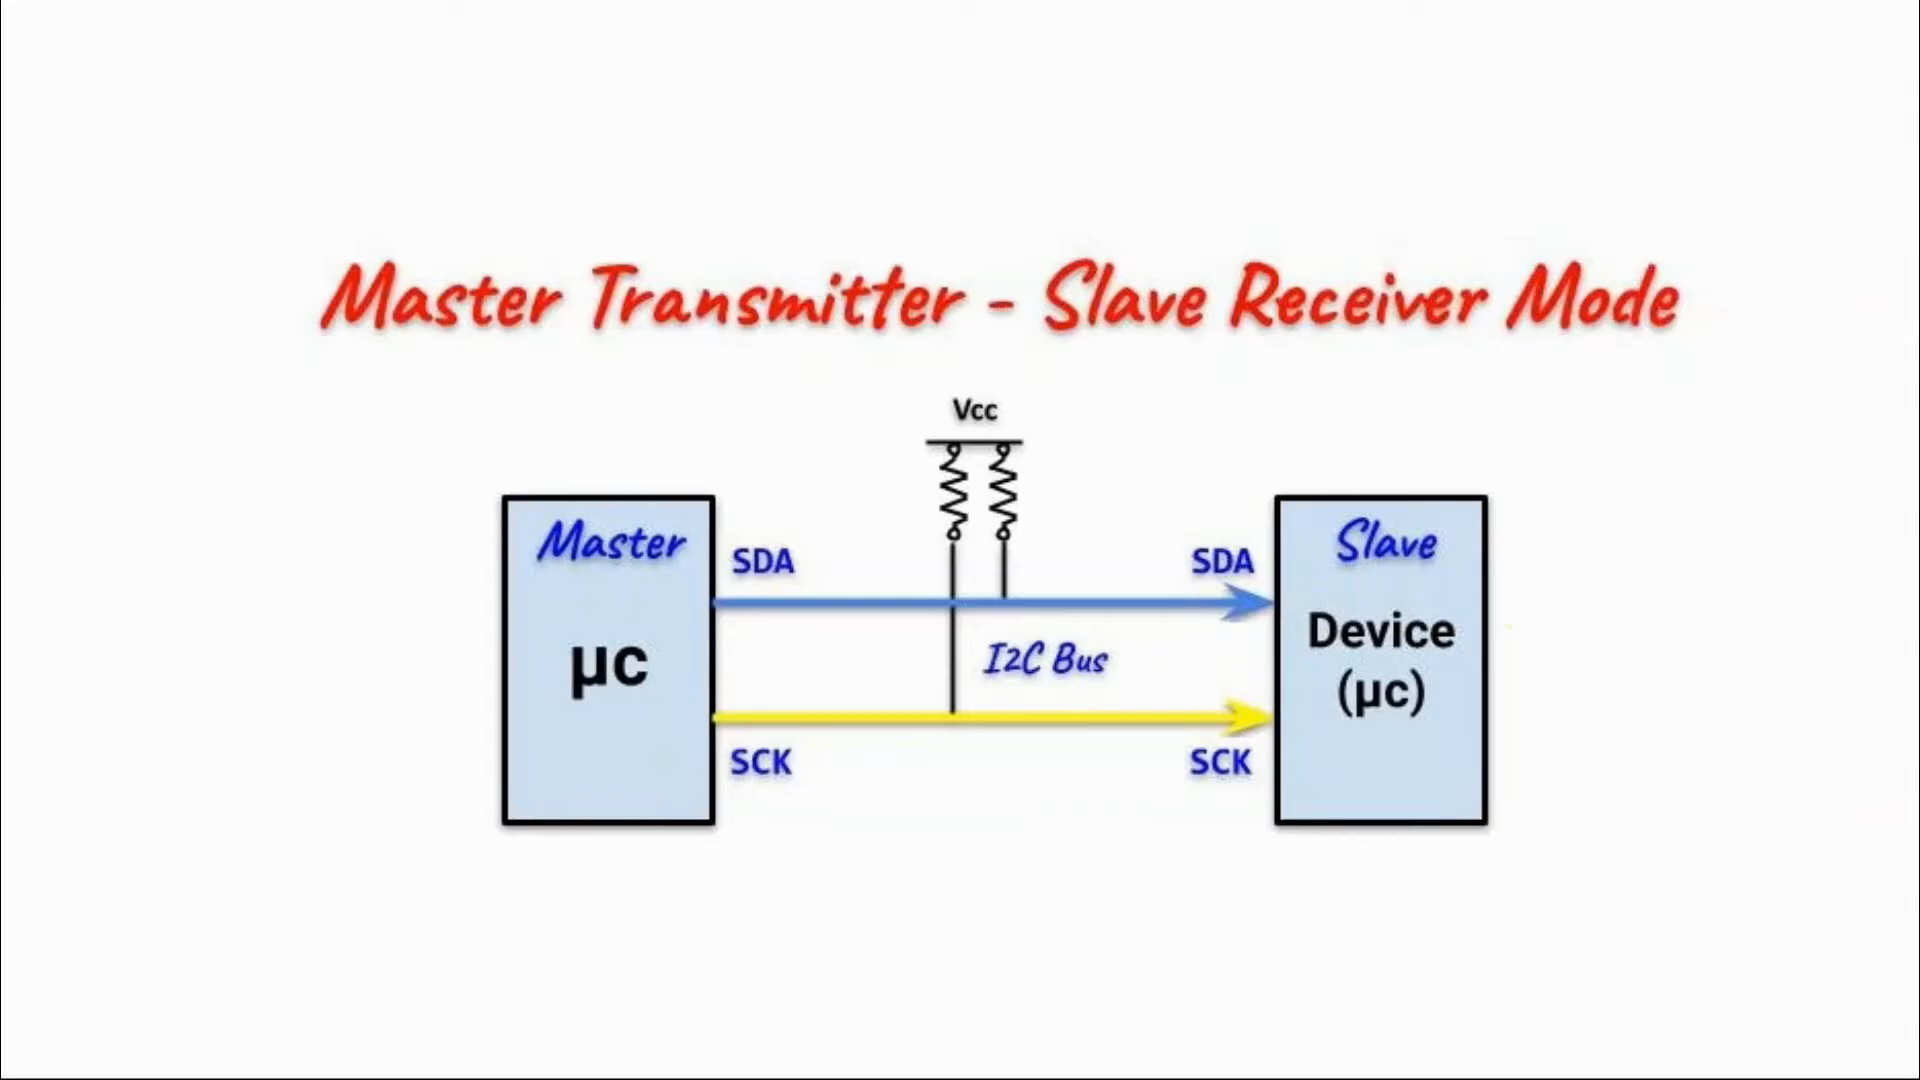 Master Transmitter - Slave Receiver Mode
Vcc
Master
Slave
SDA
SDA
Device
µc
I2C Bus
(µc)
SCK
SCK